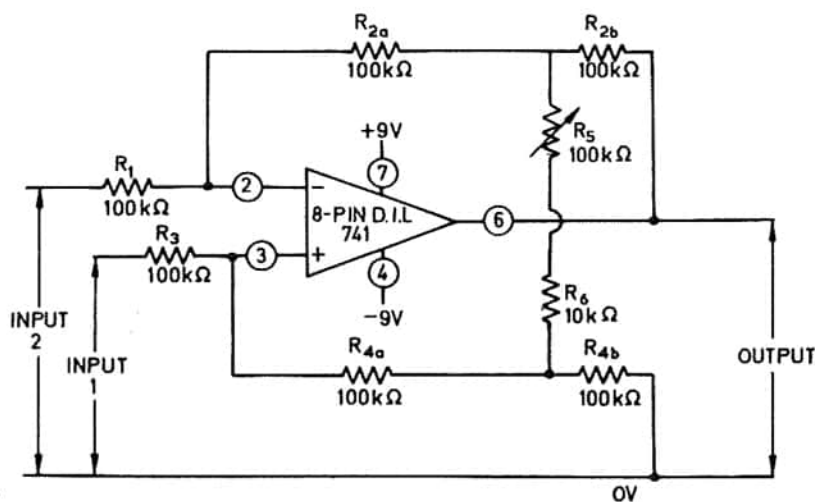 R2a
100kΩ
R2b
100kΩ
R5
100kΩ
+9V
7
R1
100kΩ
2
−
8-PIN D.I.L
741
6
R3
100kΩ
3
+
4
−9V
R6
10kΩ
INPUT
2
INPUT
1
R4a
100kΩ
R4b
100kΩ
OUTPUT
0V